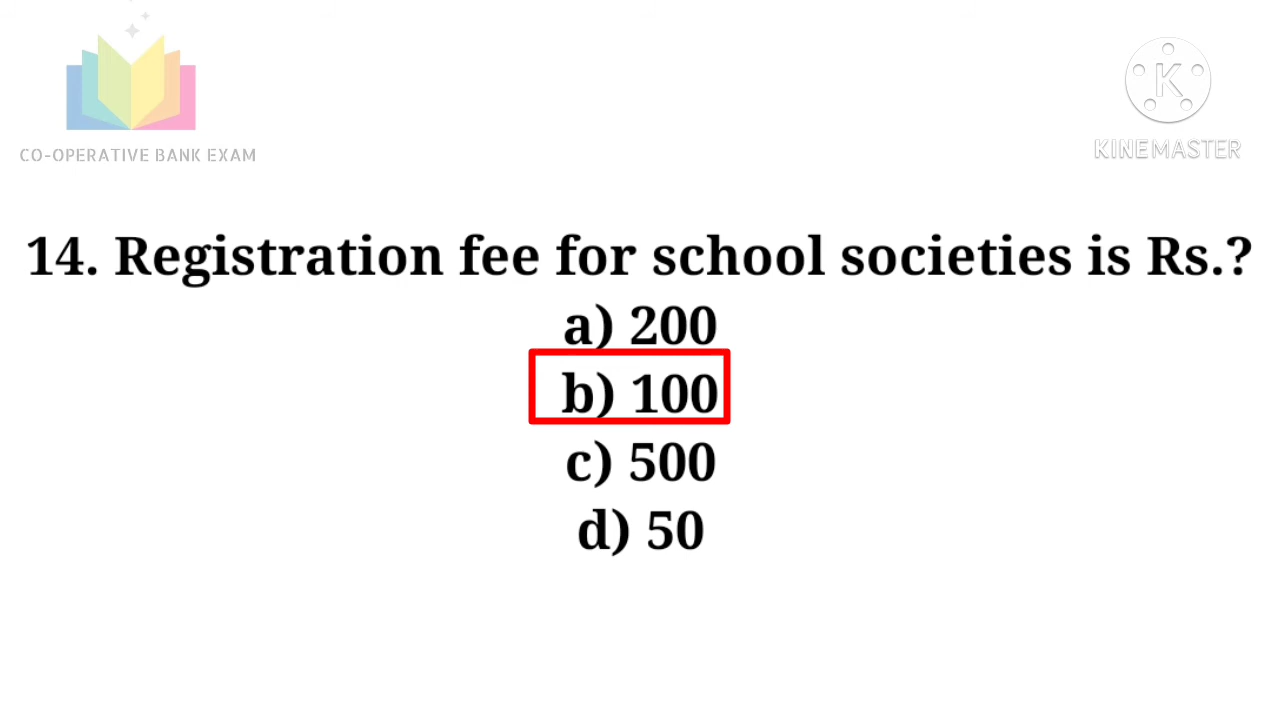 CO-OPERATIVE BANK EXAM
K
KINEMASTER
14. Registration fee for school societies is Rs.?
a) 200
b) 100
c) 500
d) 50